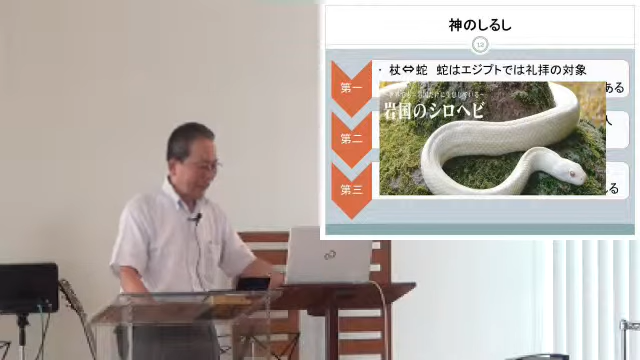 神のしるし
12
・ 杖⇔蛇 蛇はエジプトでは礼拝の対象
第一
ある
岩国のシロヘビ
人
第二
第三
る